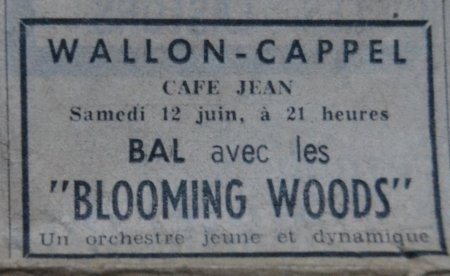 WALLON-CAPPEL
CAFE JEAN
Samedi 12 juin, à 21 heures
BAL avec les
"BLOOMING WOODS"
Un orchestre jeune et dynamique